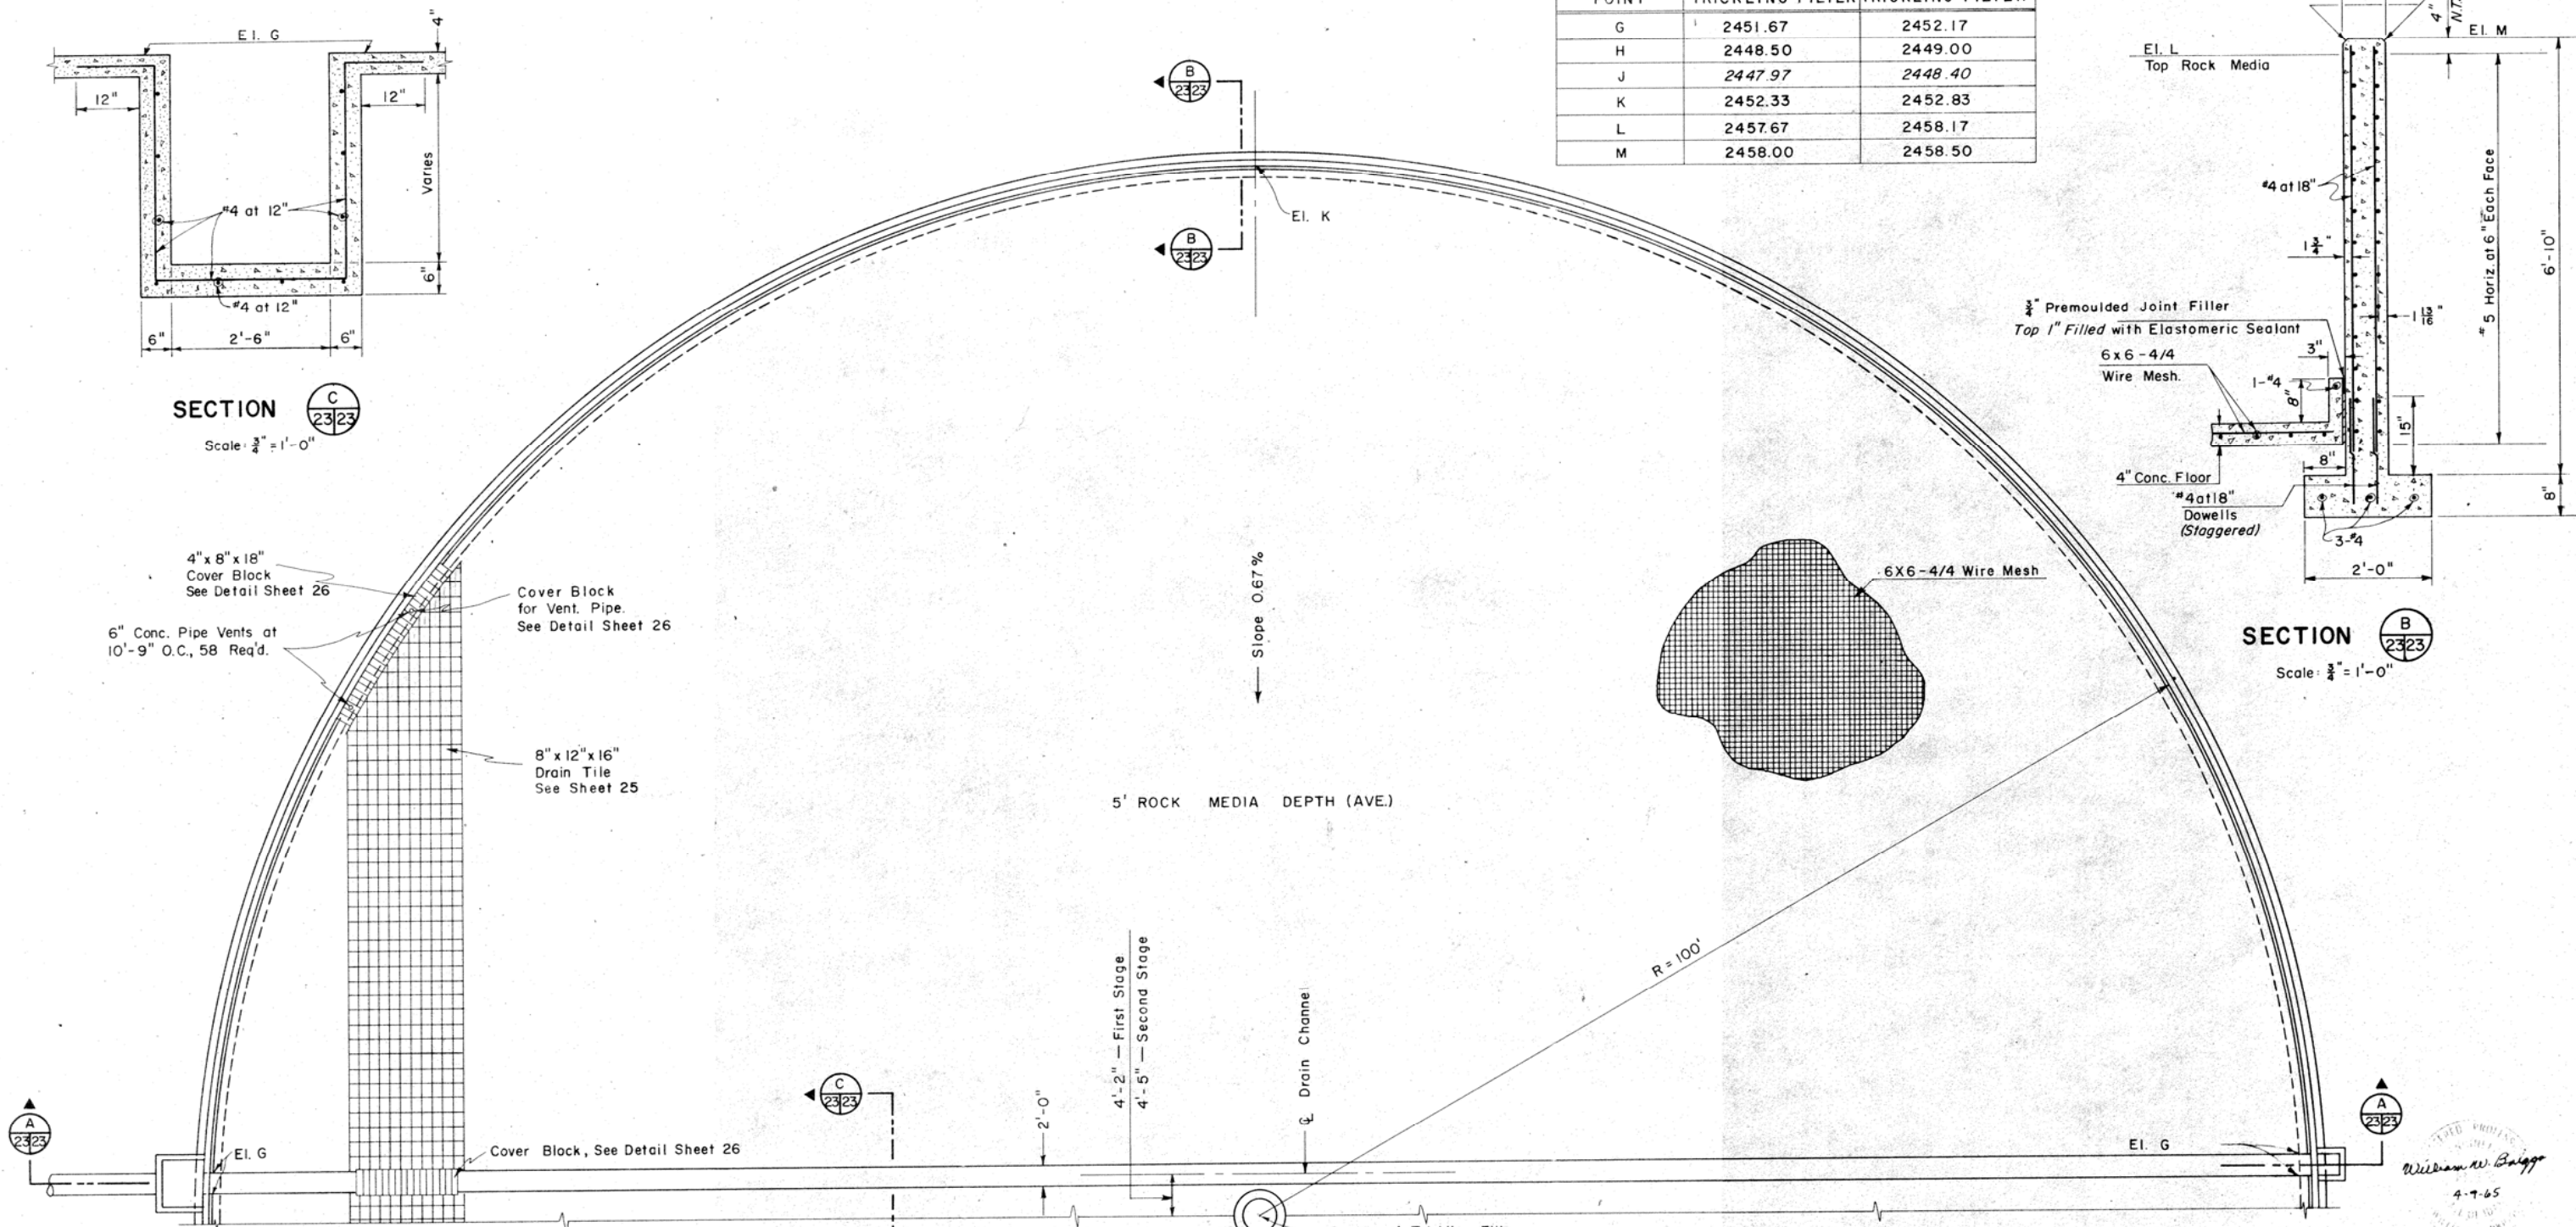 El. G
4"
12"
12"
Varies
#4 at 12"
#4 at 12"
6"
6"
2'-6"
6"
SECTION
C
23 23
Scale: 3/4" = 1'-0"
POINT
TRICKLING FILTER
TRICKLING FILTER
G 2451.67 2452.17
H 2448.50 2449.00
J 2447.97 2448.40
K 2452.33 2452.83
L 2457.67 2458.17
M 2458.00 2458.50
B
23 23
B
23 23
El. K
4"
N.T.
El. M
El. L
Top Rock Media
#4 at 18"
1 3/4"
#5 Horiz. at 6" Each Face
6'-10"
3/4" Premoulded Joint Filler
Top 1" Filled with Elastomeric Sealant
1 13/16"
6x6-4/4
Wire Mesh.
3"
1-#4
8"
15"
8"
4" Conc. Floor
#4 at 18"
Dowells
(Staggered)
3-#4
8"
2'-0"
SECTION
B
23 23
Scale: 3/4" = 1'-0"
4" x 8" x 18"
Cover Block
See Detail Sheet 26
6" Conc. Pipe Vents at
10'-9" O.C., 58 Req'd.
Cover Block
for Vent. Pipe.
See Detail Sheet 26
8" x 12" x 16"
Drain Tile
See Sheet 25
Slope 0.67 %
6X6-4/4 Wire Mesh
5' ROCK MEDIA DEPTH (AVE.)
R = 100'
4'-2" — First Stage
4'-5" — Second Stage
℄ Drain Channel
2'-0"
C
23 23
A
23 23
El. G
Cover Block, See Detail Sheet 26
El. G
A
23 23
William W. Briggs
4-9-65